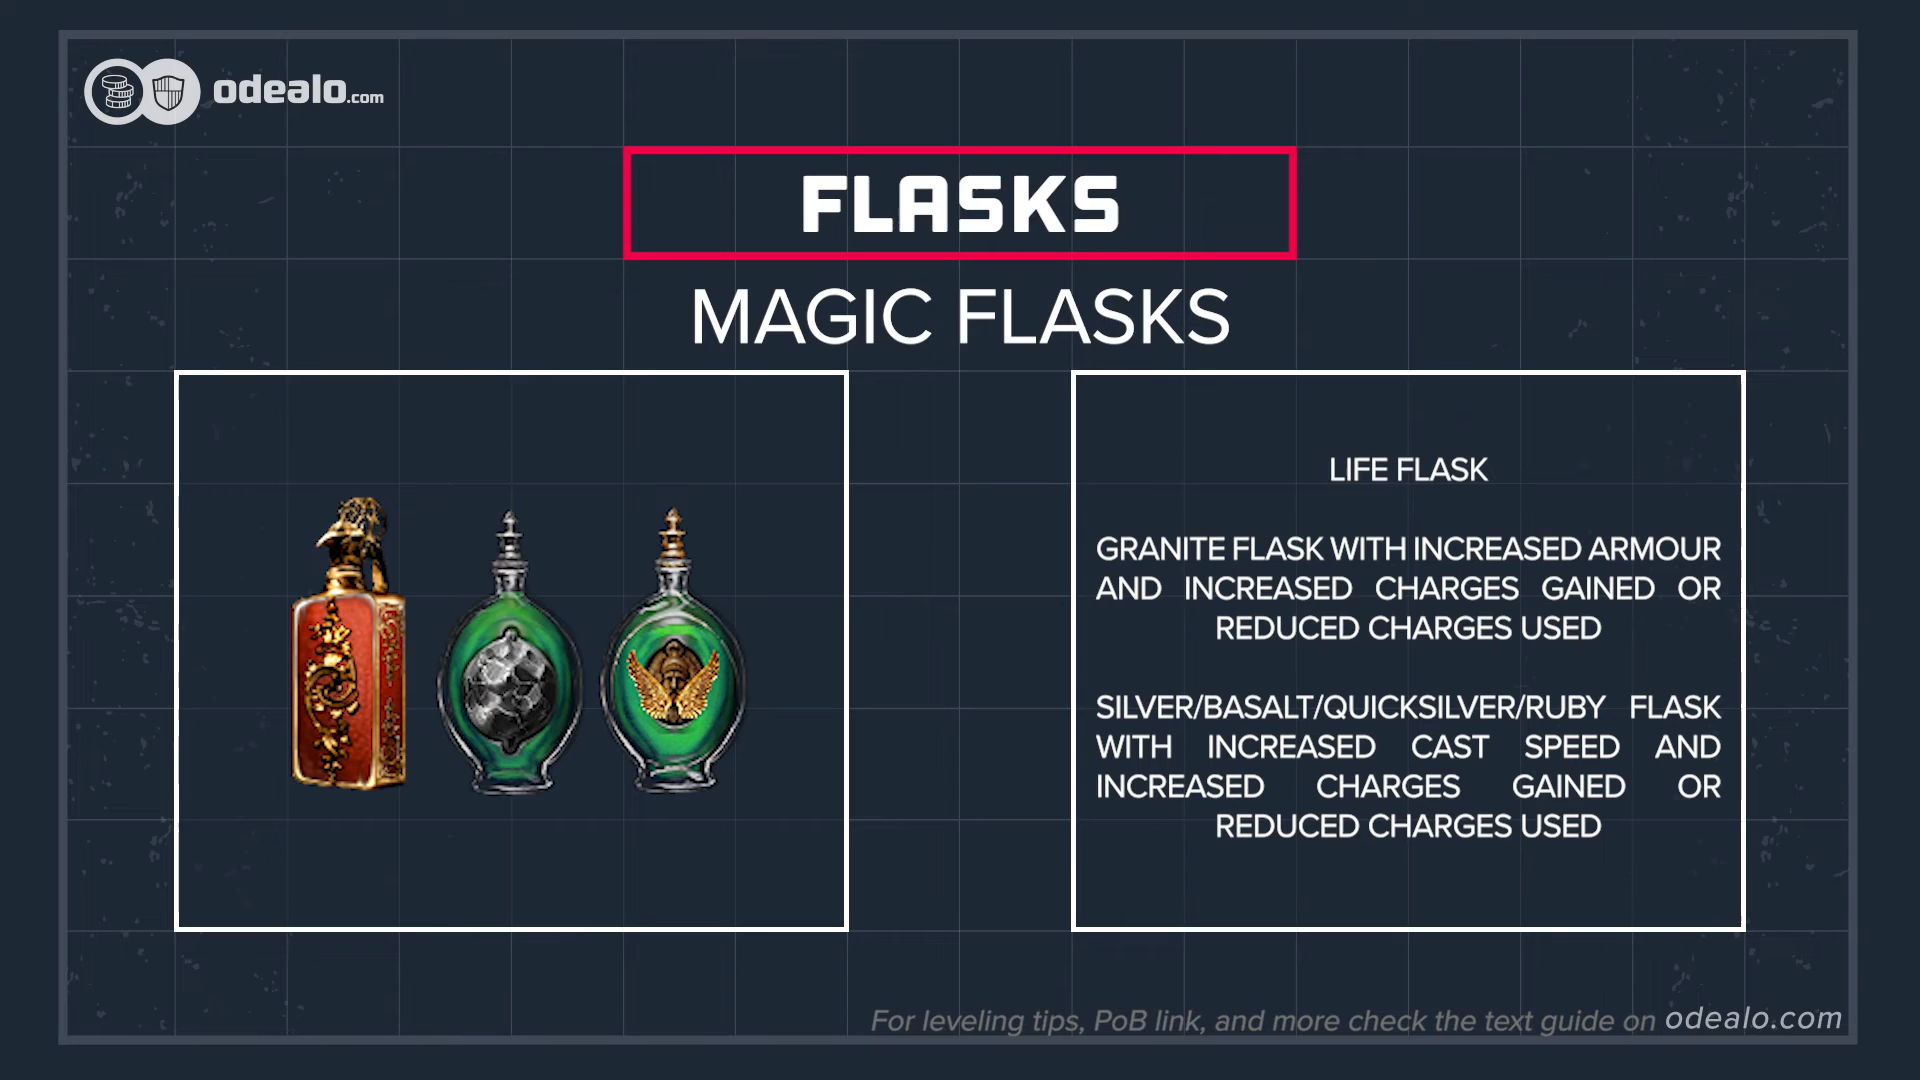 odealo.com
FLASKS
MAGIC FLASKS
LIFE FLASK
GRANITE FLASK WITH INCREASED ARMOUR
AND INCREASED CHARGES GAINED OR
REDUCED CHARGES USED
SILVER/BASALT/QUICKSILVER/RUBY FLASK
WITH INCREASED CAST SPEED AND
INCREASED CHARGES GAINED OR
REDUCED CHARGES USED
For leveling tips, PoB link, and more check the text guide on odealo.com